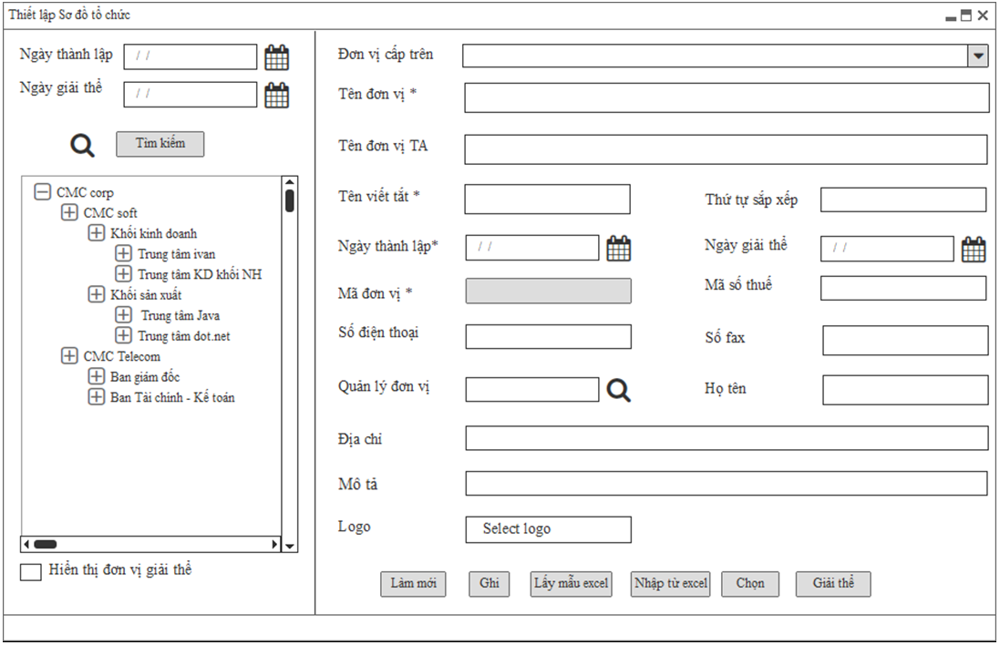 Thiết lập Sơ đồ tổ chức
Ngày thành lập / /
Ngày giải thể / /
Tìm kiếm
CMC corp
CMC soft
Khối kinh doanh
Trung tâm ivan
Trung tâm KD khối NH
Khối sản xuất
Trung tâm Java
Trung tâm dot.net
CMC Telecom
Ban giám đốc
Ban Tài chính - Kế toán
Hiển thị đơn vị giải thể
Đơn vị cấp trên
Tên đơn vị *
Tên đơn vị TA
Tên viết tắt * Thứ tự sắp xếp
Ngày thành lập* / / Ngày giải thể / /
Mã đơn vị * Mã số thuế
Số điện thoại Số fax
Quản lý đơn vị Họ tên
Địa chỉ
Mô tả
Logo Select logo
Làm mới Ghi Lấy mẫu excel Nhập từ excel Chọn Giải thể